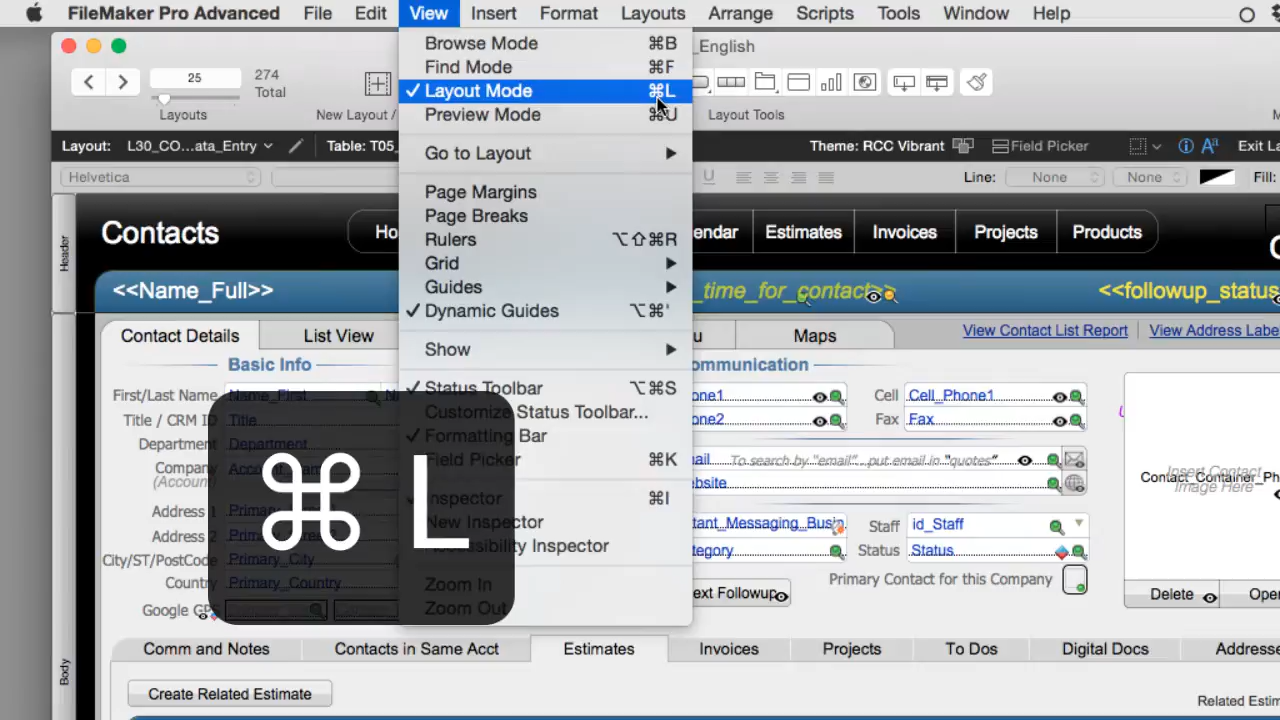 FileMaker Pro Advanced File Edit View Insert Format Layouts Arrange Scripts Tools Window Help
_English
25
274
Total
Layouts
New Layout /
Layout Tools
Browse Mode ⌘B
Find Mode ⌘F
✓ Layout Mode ⌘L
Preview Mode ⌘U
Go to Layout
Page Margins
Page Breaks
Rulers ⌥⇧⌘R
Grid
Guides
✓ Dynamic Guides ⌥⌘'
Show
✓ Status Toolbar ⌥⌘S
Customize Status Toolbar...
✓ Formatting Bar
Field Picker ⌘K
Inspector ⌘I
New Inspector
Accessibility Inspector
Zoom In
Zoom Out
⌘ L
Layout: L30_CO...ata_Entry Table: T05_
Theme: RCC Vibrant Field Picker Exit La
Helvetica
U
Line: None None Fill:
Header
Contacts Ho endar Estimates Invoices Projects Products
<<Name_Full>> _time_for_contact> <<followup_status
Contact Details List View Maps
View Contact List Report View Address Labe
Basic Info ommunication
First/Last Name Name_First
Title / CRM I Title
Department Department
Company
(Account)
Address 1
Address 2
City/ST/PostCode Primary_City
Country Primary_Country
Google GPS
one1 Cell Cell_Phone1
one2 Fax Fax
ail To search by "email"...put email in "quotes"
ebsite
tant_Messaging_Busin Staff id_Staff
tegory Status Status
Primary Contact for this Company
ext Followup
Contact_Container_Ph
Insert Contact
Image Here
Delete Open
Body
Comm and Notes Contacts in Same Acct Estimates Invoices Projects To Dos Digital Docs Addresse
Create Related Estimate
Related Estim